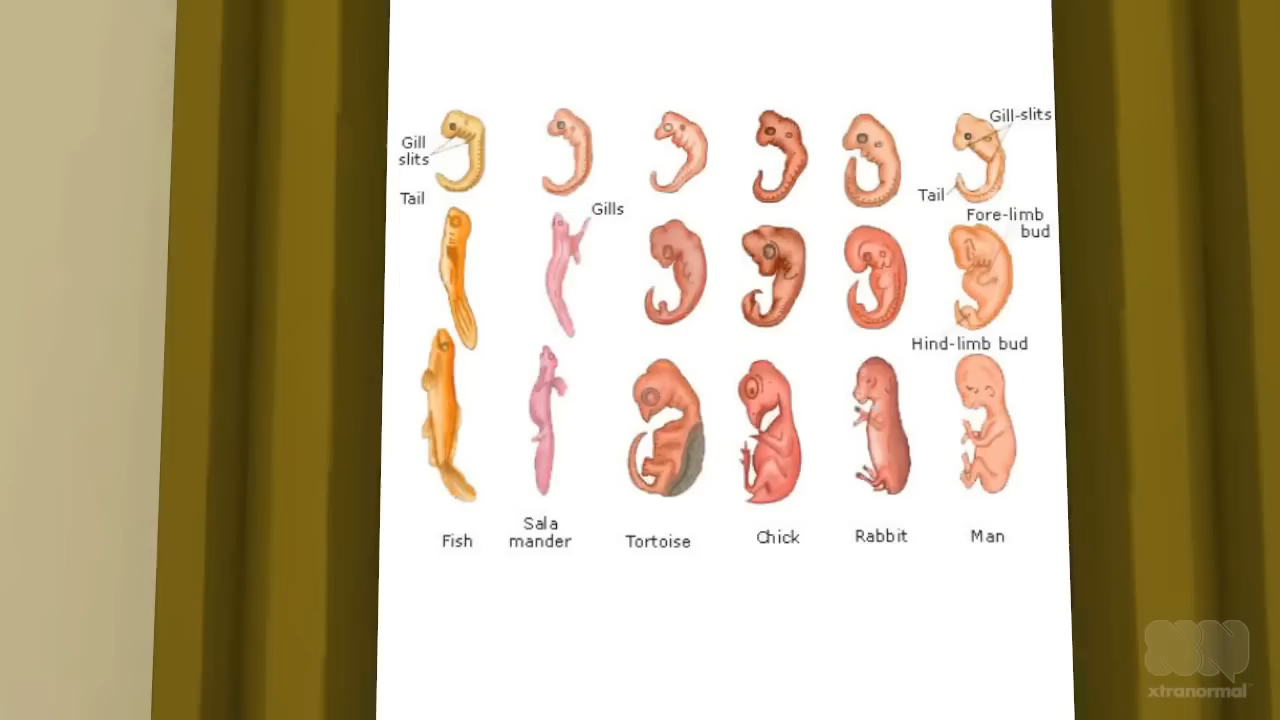 Gill-slits
Gill
slits
Tail
Tail
Gills
Fore-limb
bud
Hind-limb bud
Fish
Sala
mander
Tortoise
Chick
Rabbit
Man
xtranormal